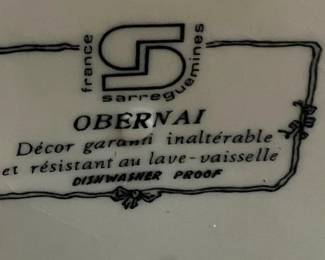 france
sarreguemines
OBERNAI
Décor garanti inaltérable
et résistant au lave-vaisselle
DISHWASHER PROOF